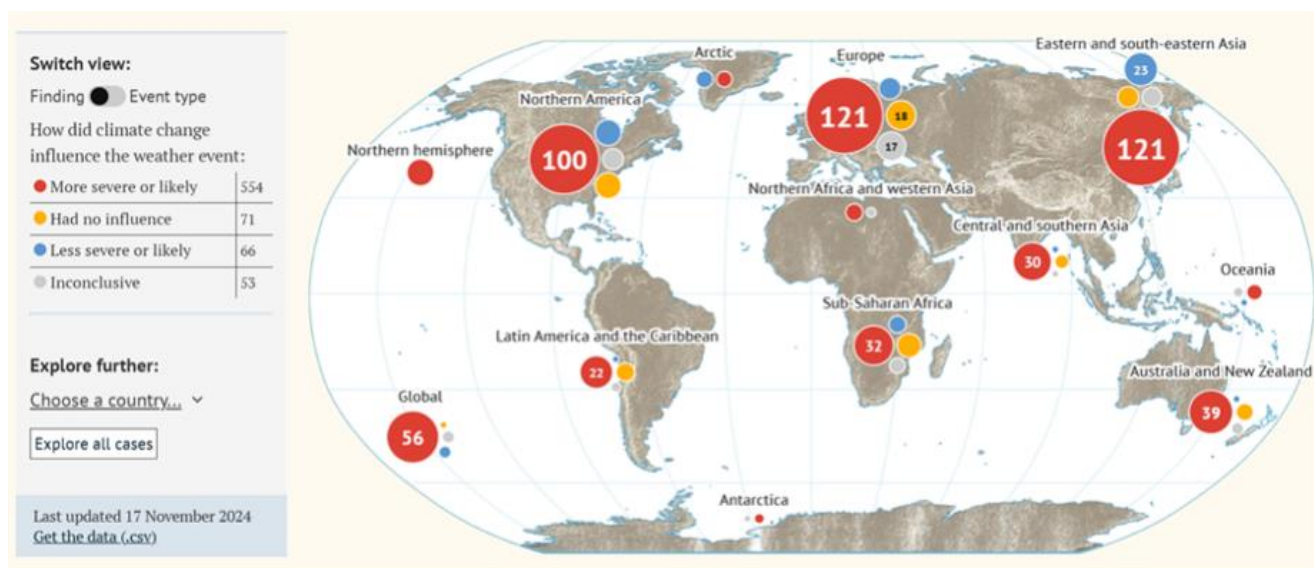 Switch view:
Finding Event type
How did climate change
influence the weather event:
More severe or likely 554
Had no influence 71
Less severe or likely 66
Inconclusive 53
Explore further:
Choose a country...
Explore all cases
Last updated 17 November 2024
Get the data (.csv)
Arctic
Europe
Eastern and south-eastern Asia
23
Northern America
121
18
100
17
121
Northern hemisphere
Northern Africa and western Asia
Central and southern Asia
30
Oceania
Sub-Saharan Africa
32
Latin America and the Caribbean
22
Australia and New Zealand
39
Global
56
Antarctica